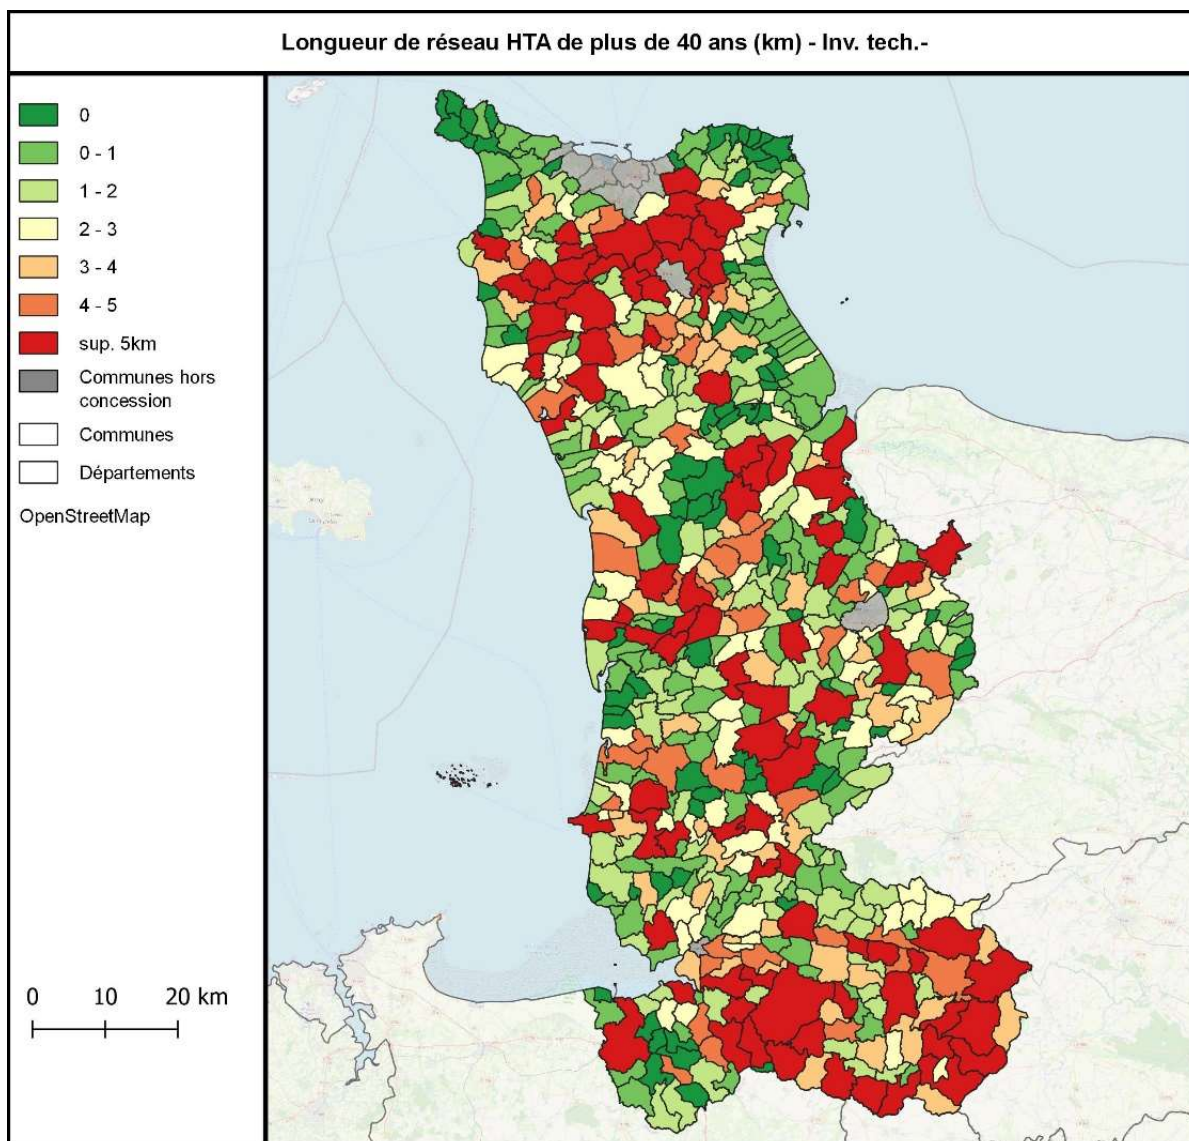 Longueur de réseau HTA de plus de 40 ans (km) - Inv. tech.-
0
0 - 1
1 - 2
2 - 3
3 - 4
4 - 5
sup. 5km
Communes hors
concession
Communes
Départements
OpenStreetMap
0 10 20 km